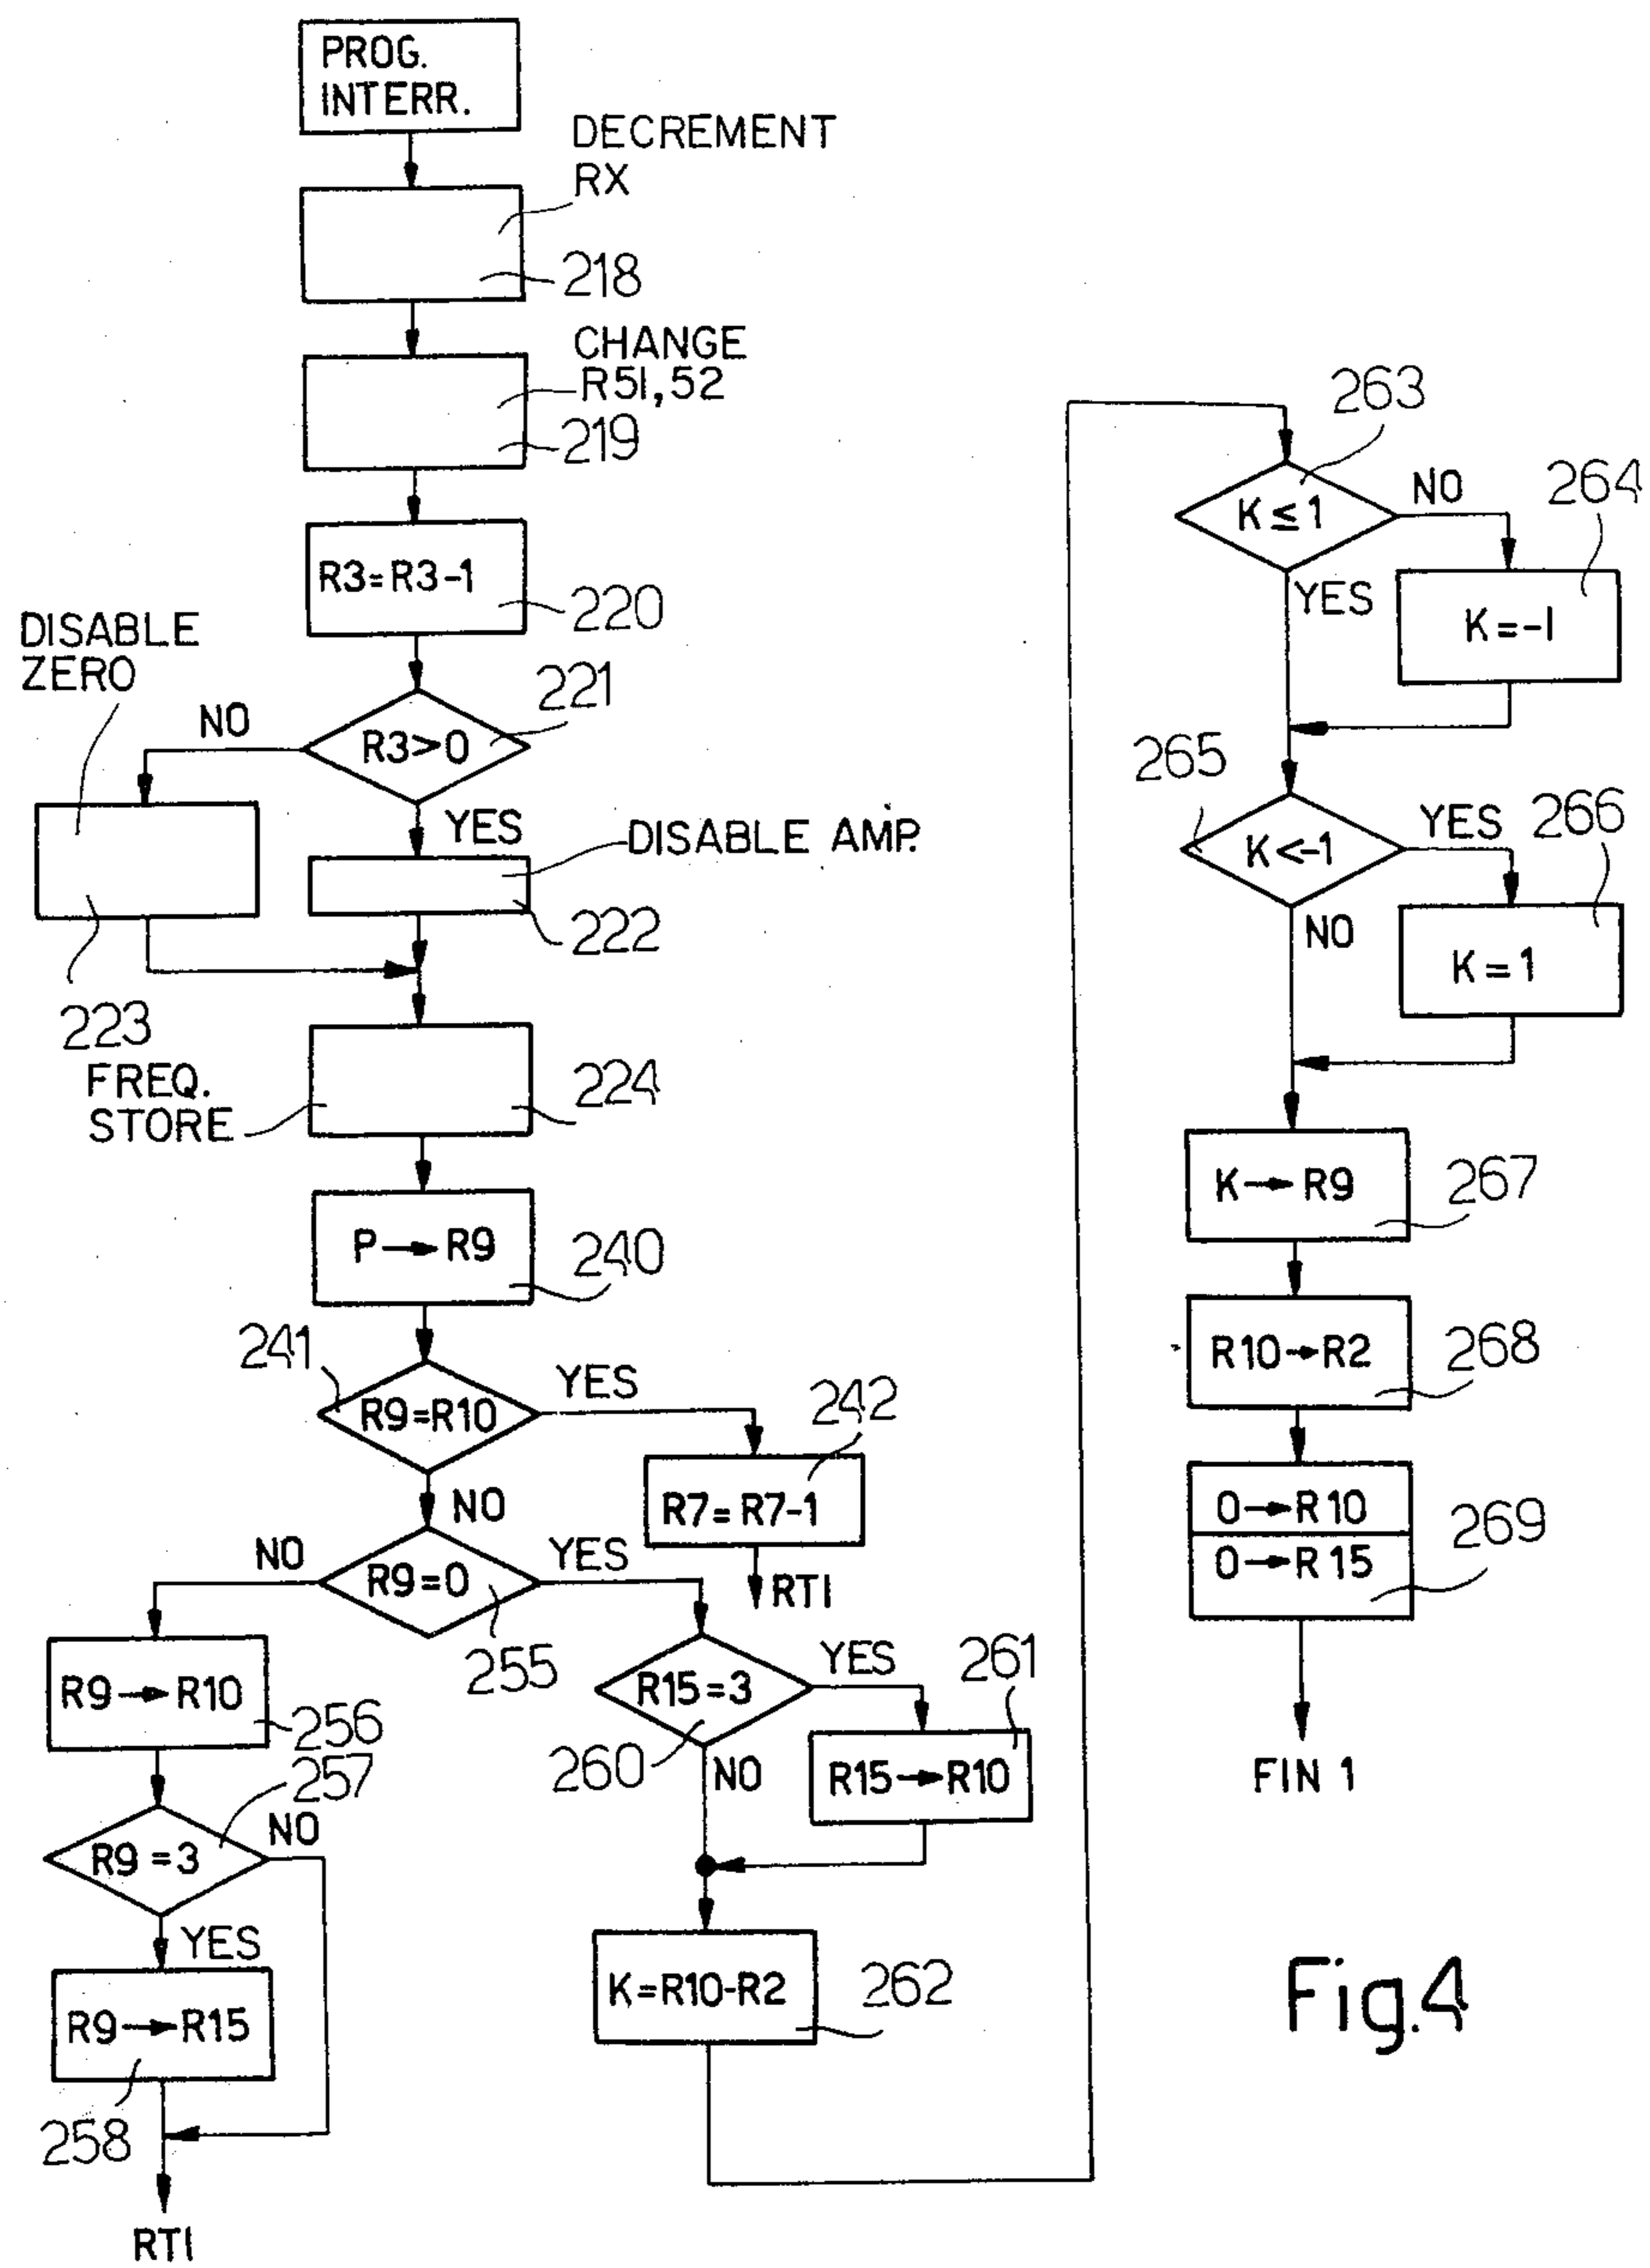 PROG.
INTERR.
DECREMENT
RX
218
CHANGE
R51,52
219
R3=R3-1
220
DISABLE
ZERO
221
NO
R3>0
YES
DISABLE AMP.
222
223
FREQ.
STORE
224
P→R9
240
241
R9=R10
YES
242
R7=R7-1
RTI
NO
NO
R9=0
YES
255
R9→R10
256
257
R9=3
NO
YES
R9→R15
258
RTI
R15=3
YES
261
260
NO
R15→R10
K=R10-R2
262
263
K≤1
NO
264
YES
K=-1
265
K<-1
YES
266
NO
K=1
K→R9
267
R10→R2
268
0→R10
0→R15
269
FIN 1
Fig.4